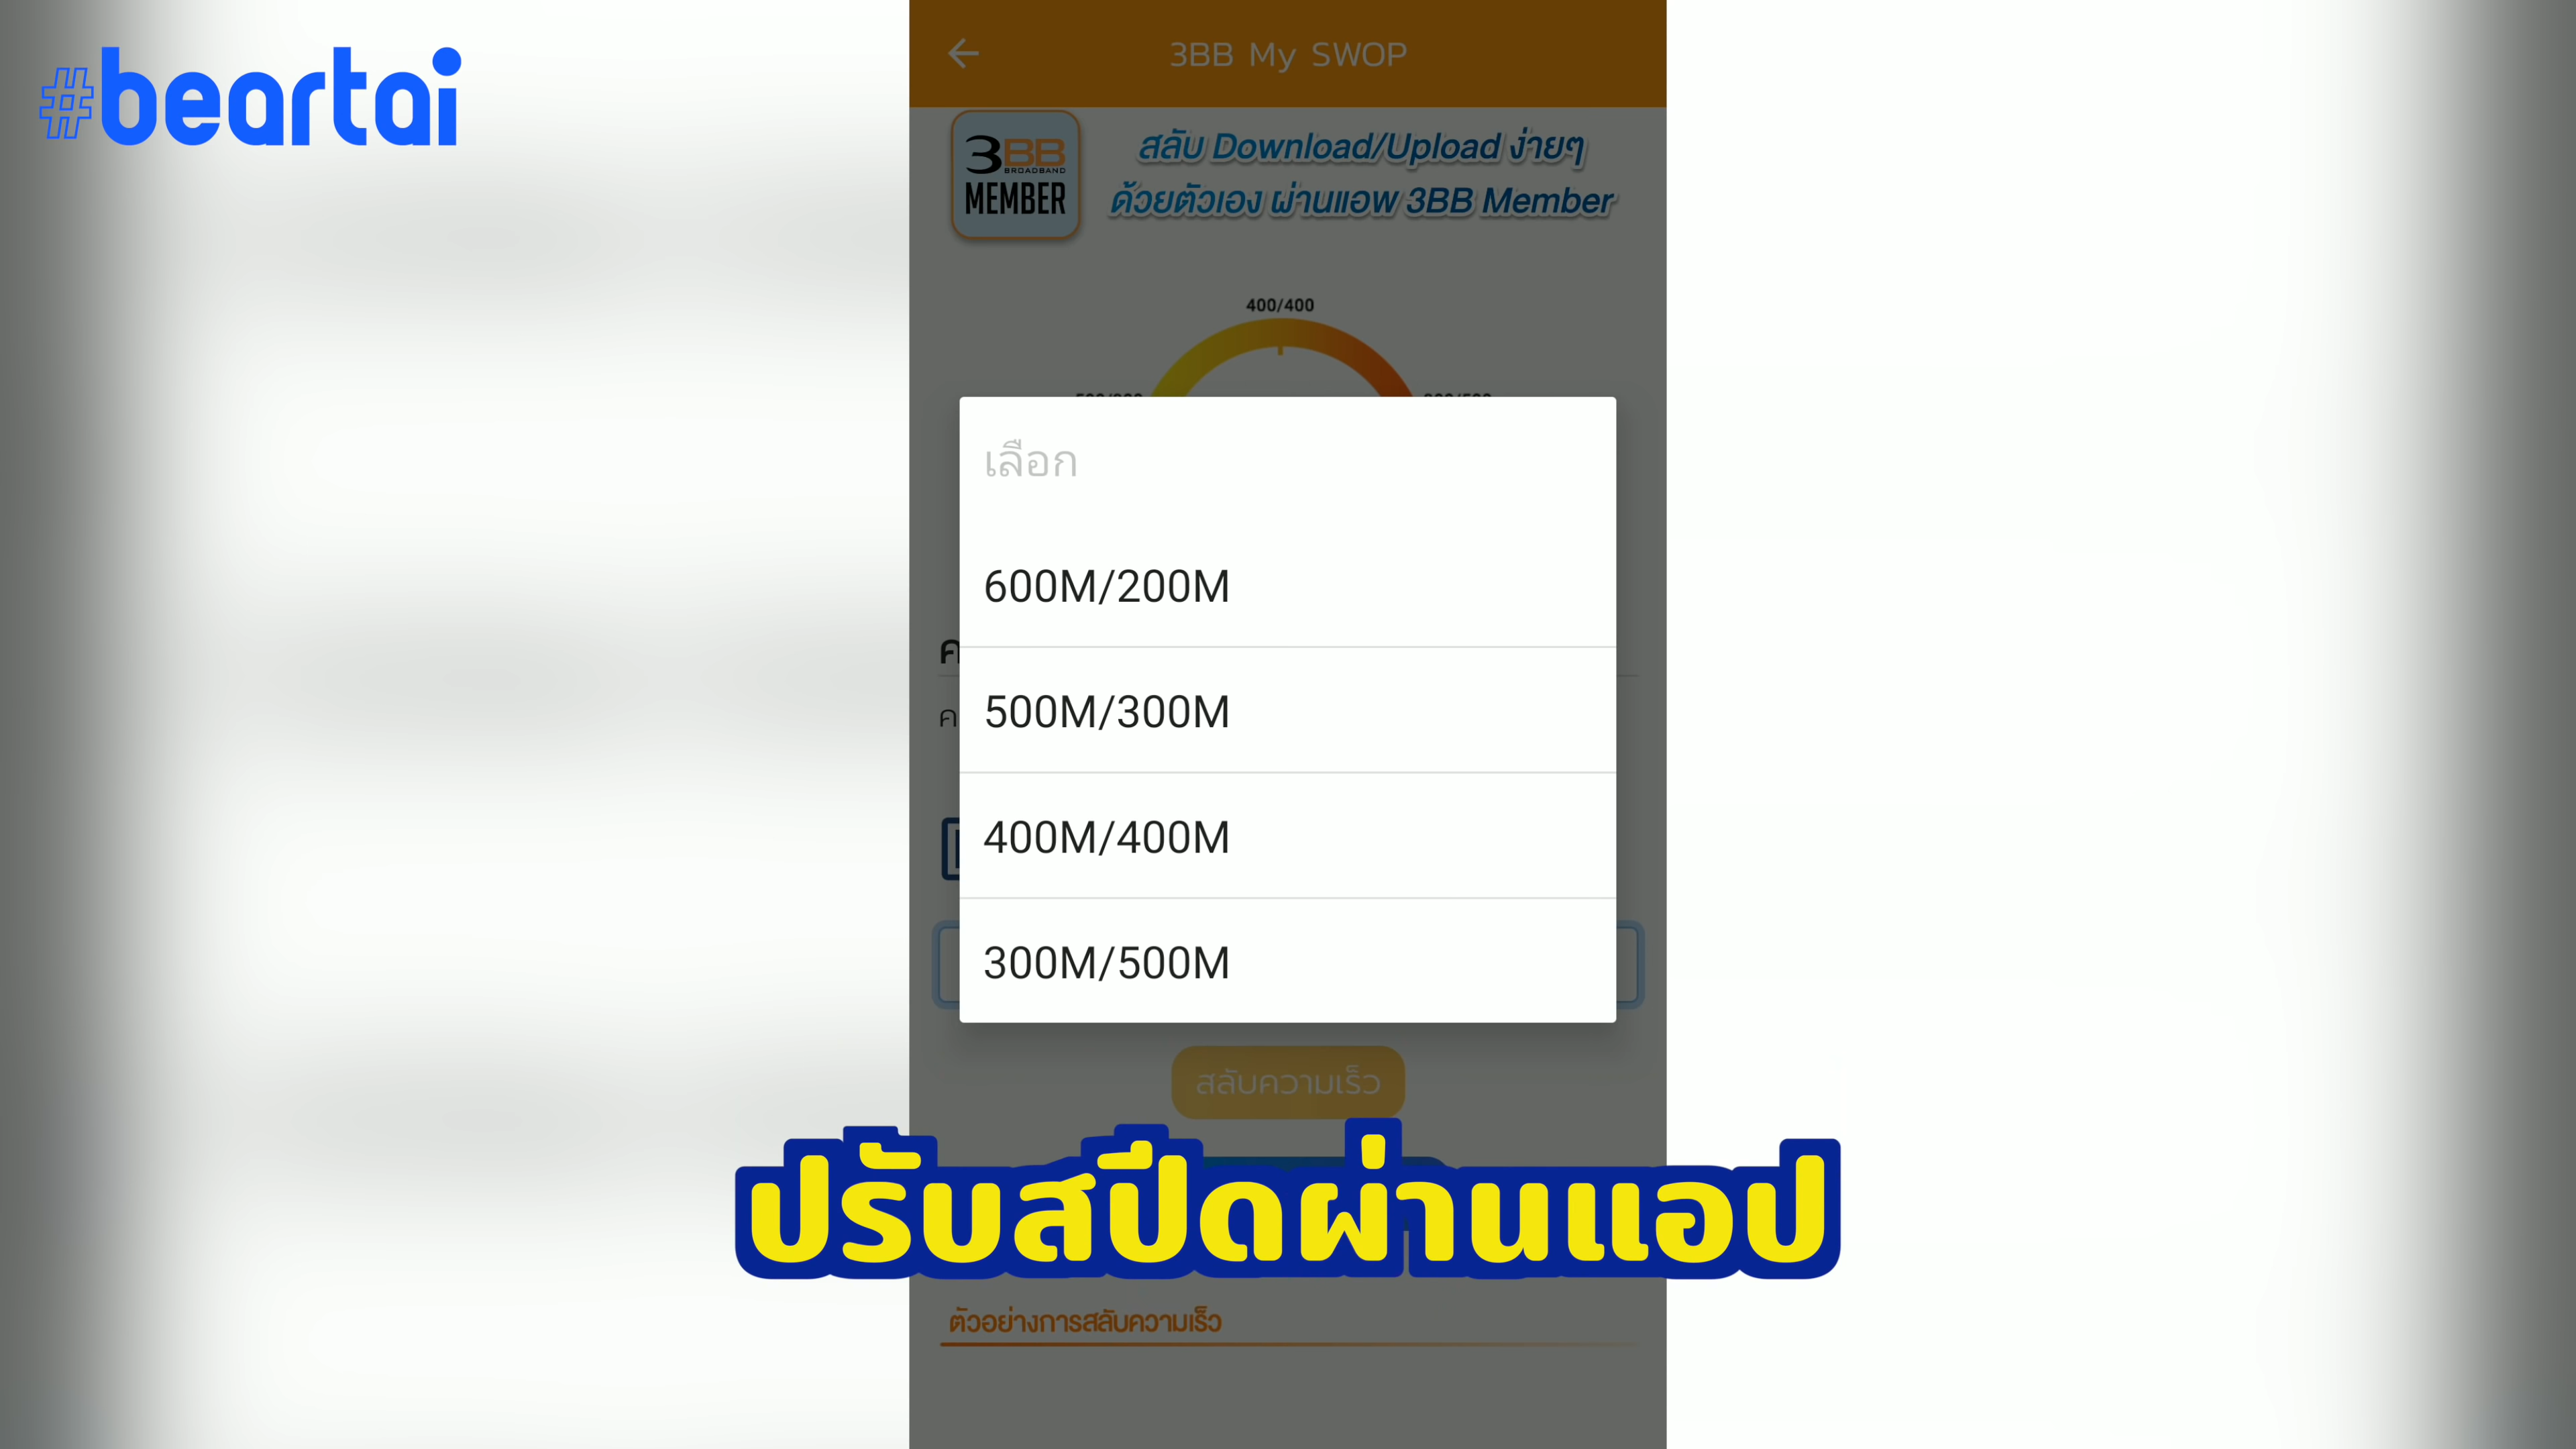 #beartai
3BB My SWOP
3BB
BROADBAND
MEMBER
สลับ Download/Upload ง่ายๆ
ด้วยตัวเอง ผ่านแอพ 3BB Member
400/400
เลือก
600M/200M
500M/300M
400M/400M
300M/500M
สลับความเร็ว
ปรับสปีดผ่านแอป
ตัวอย่างการสลับความเร็ว